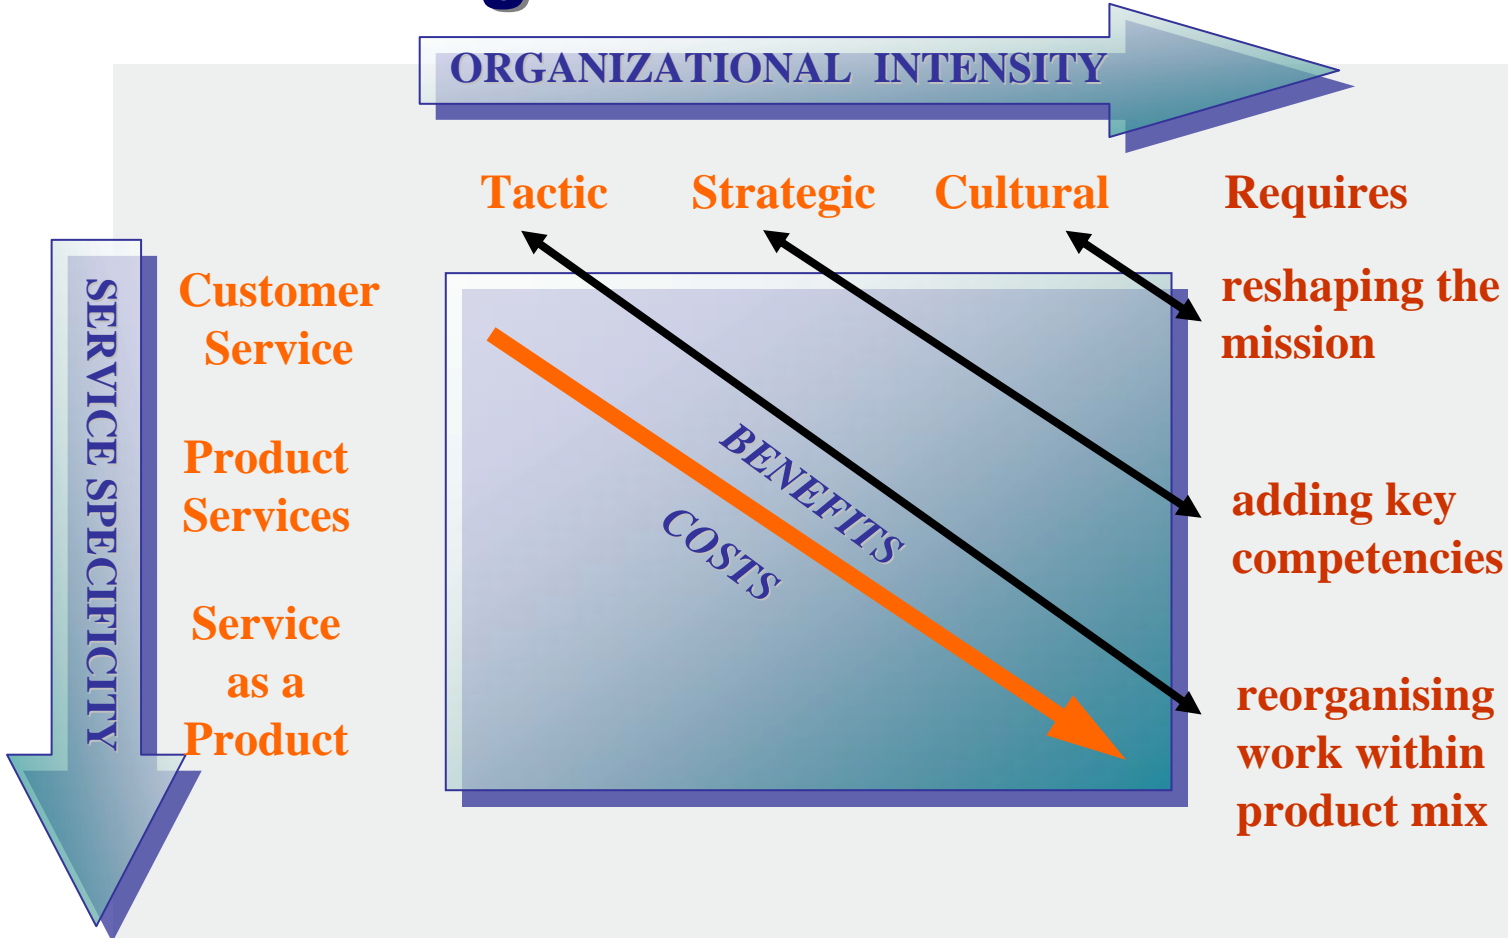 ORGANIZATIONAL INTENSITY
Tactic Strategic Cultural Requires
SERVICE SPECIFICITY
Customer
Service
Product
Services
Service
as a
Product
BENEFITS
COSTS
reshaping the
mission
adding key
competencies
reorganising
work within
product mix